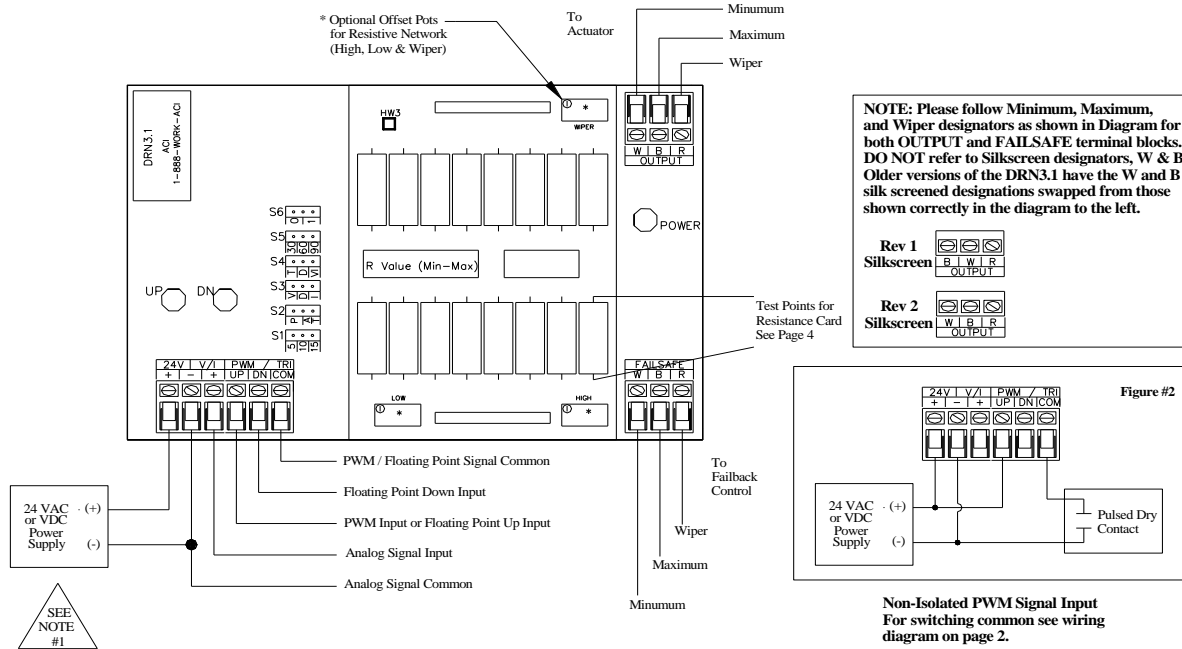 * Optional Offset Pots
for Resistive Network
(High, Low & Wiper)
To
Actuator
Minumum
Maximum
Wiper
DRN3.1
ACI
1-888-WORK-ACI
HW3
*
WIPER
W B R
OUTPUT
POWER
S6
0 1
S5
30 60 90
S4
T D VI
S3
V D I
S2
P A T
S1
5 10 15
UP
DN
R Value (Min-Max)
Test Points for
Resistance Card
See Page 4
24V V/I PWM / TRI
+ - + UP DN COM
LOW
*
HIGH
*
FAILSAFE
W B R
To
Failback
Control
Wiper
Maximum
Minumum
PWM / Floating Point Signal Common
Floating Point Down Input
PWM Input or Floating Point Up Input
Analog Signal Input
Analog Signal Common
24 VAC
or VDC
Power
Supply
(+)
(-)
SEE
NOTE
#1
NOTE: Please follow Minimum, Maximum,
and Wiper designators as shown in Diagram for
both OUTPUT and FAILSAFE terminal blocks.
DO NOT refer to Silkscreen designators, W & B
Older versions of the DRN3.1 have the W and B
silk screened designations swapped from those
shown correctly in the diagram to the left.
Rev 1
Silkscreen
B W R
OUTPUT
Rev 2
Silkscreen
W B R
OUTPUT
Figure #2
24V V/I PWM / TRI
+ - + UP DN COM
24 VAC
or VDC
Power
Supply
(+)
(-)
Pulsed Dry
Contact
Non-Isolated PWM Signal Input
For switching common see wiring
diagram on page 2.